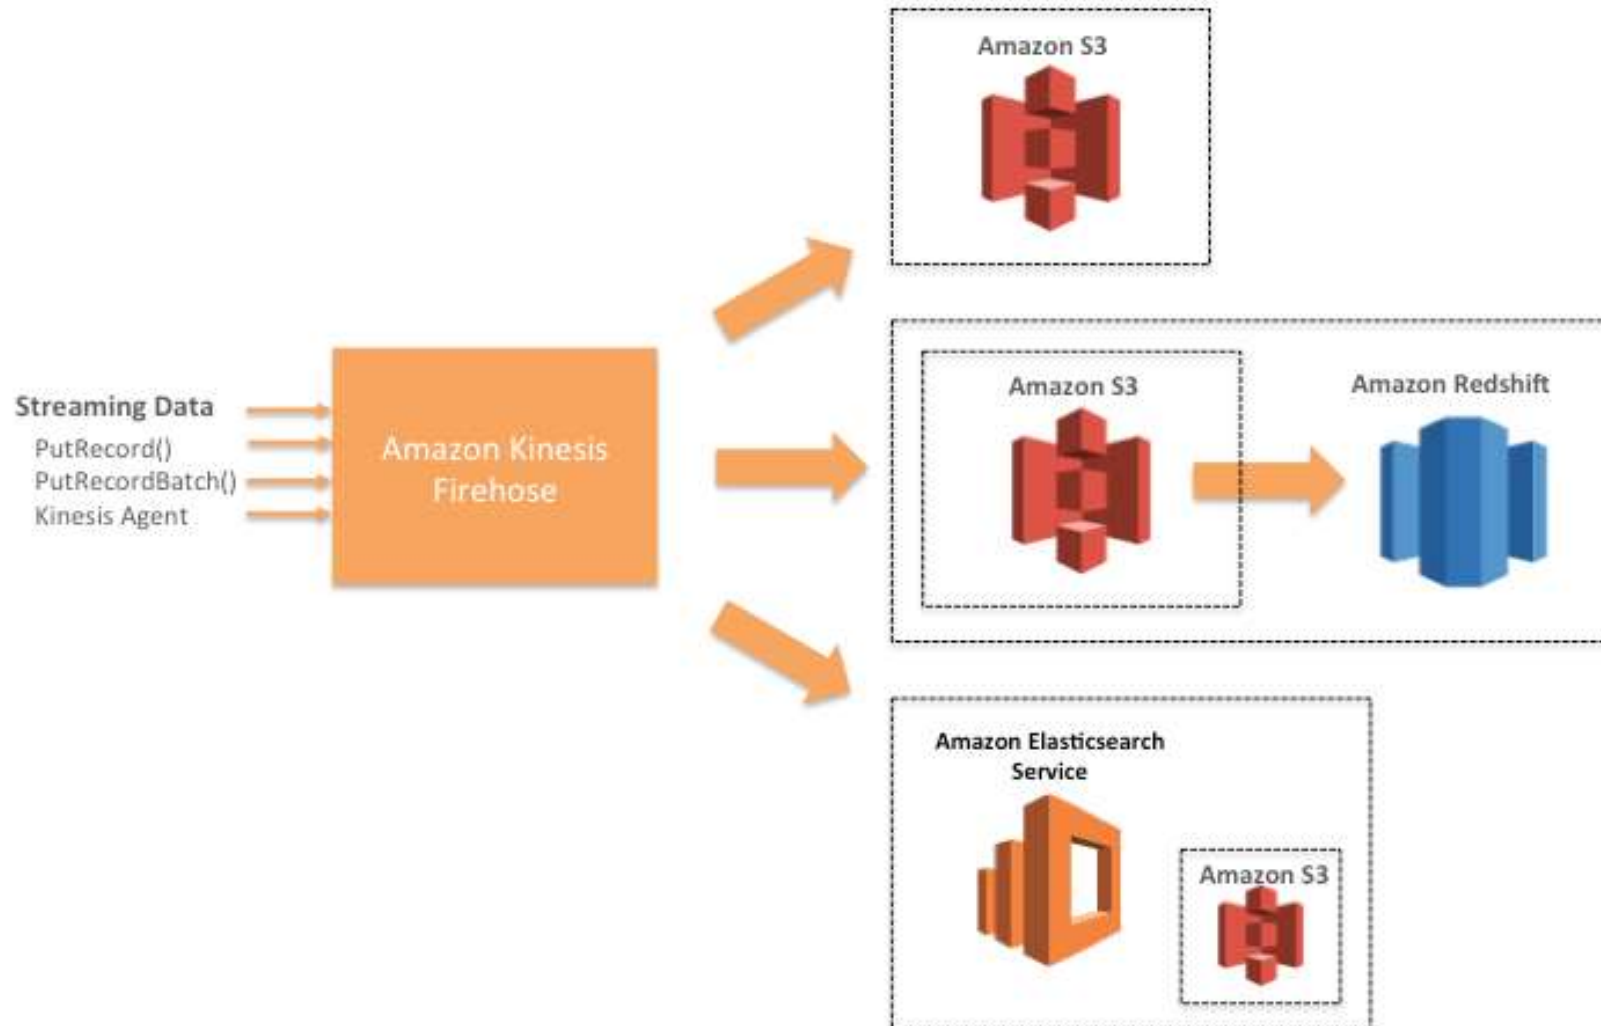 Amazon S3
Amazon S3
Amazon Redshift
Streaming Data
PutRecord()
PutRecordBatch()
Kinesis Agent
Amazon Kinesis
Firehose
Amazon Elasticsearch
Service
Amazon S3